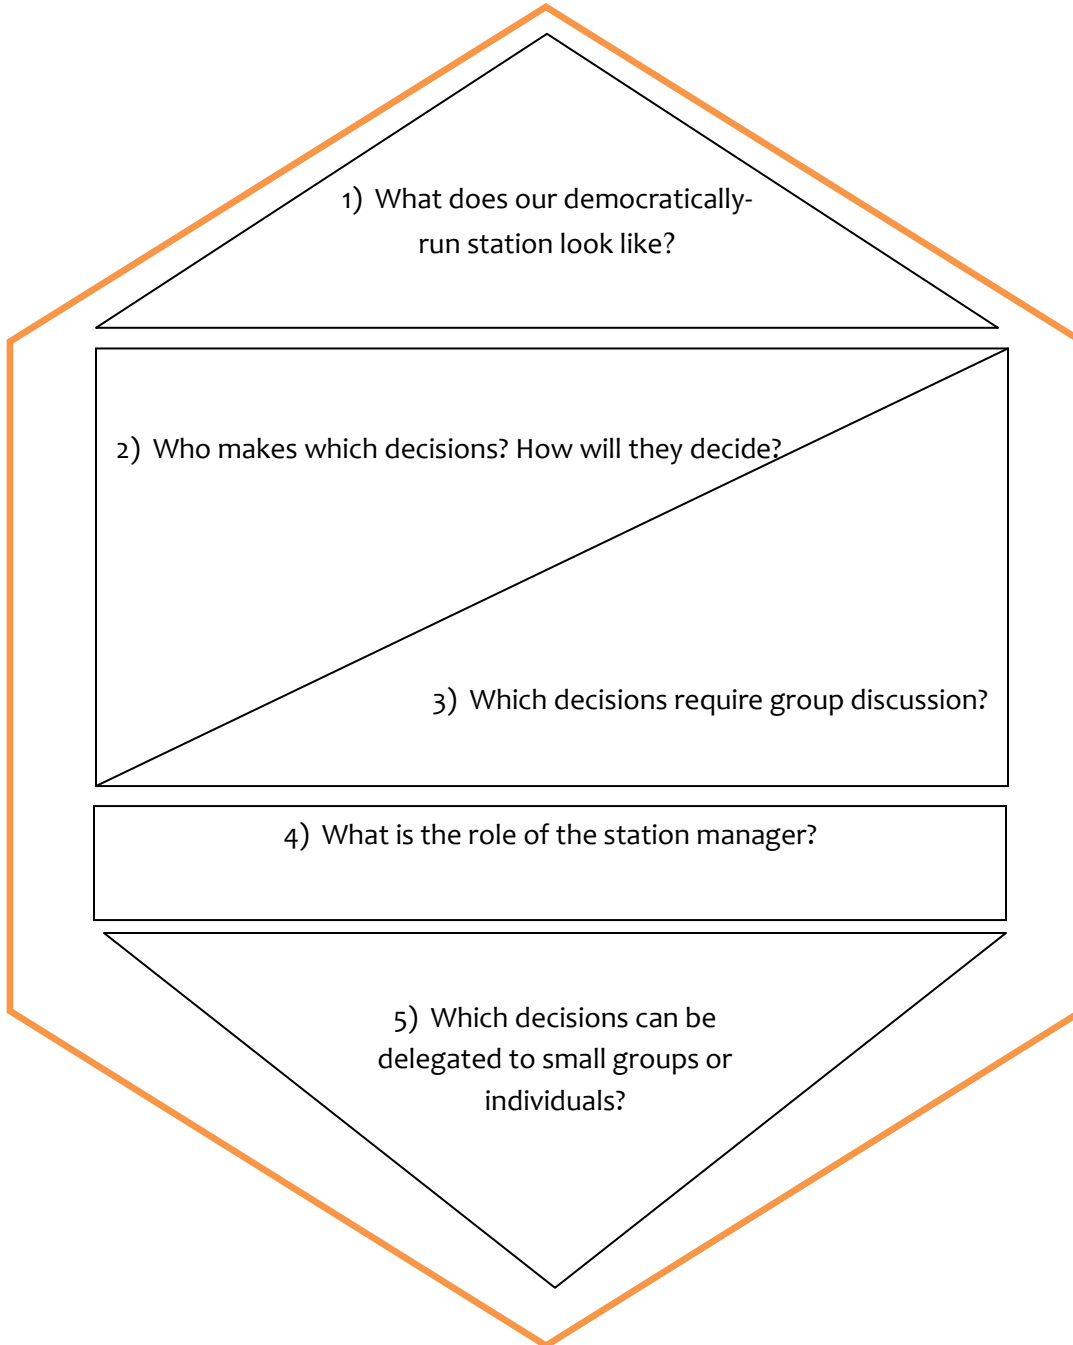 1) What does our democratically-
run station look like?
2) Who makes which decisions? How will they decide?
3) Which decisions require group discussion?
4) What is the role of the station manager?
5) Which decisions can be
delegated to small groups or
individuals?